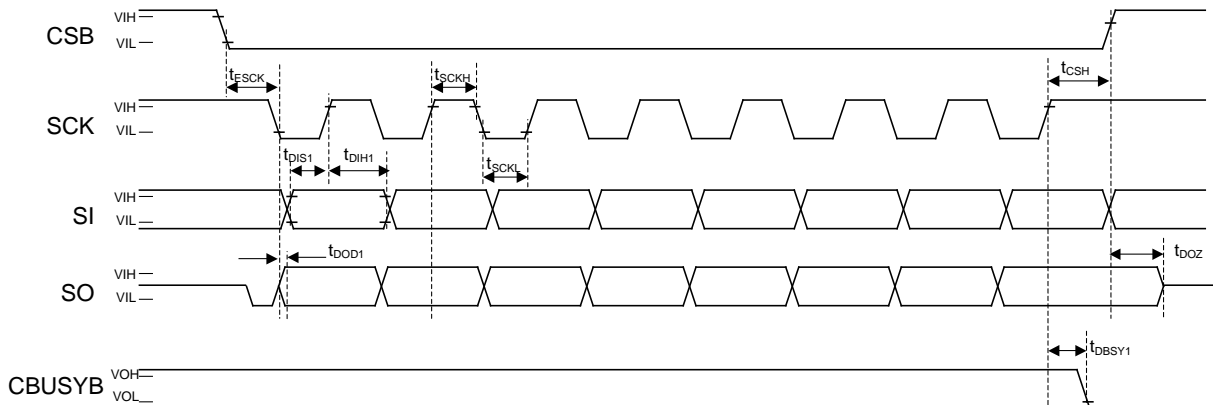 VIH
CSB
VIL
tESCK
tSCKH
tCSH
VIH
SCK
VIL
tDIS1
tDIH1
tSCKL
VIH
SI
VIL
tDOD1
tDOZ
VIH
SO
VIL
tDBSY1
VOH
CBUSYB
VOL